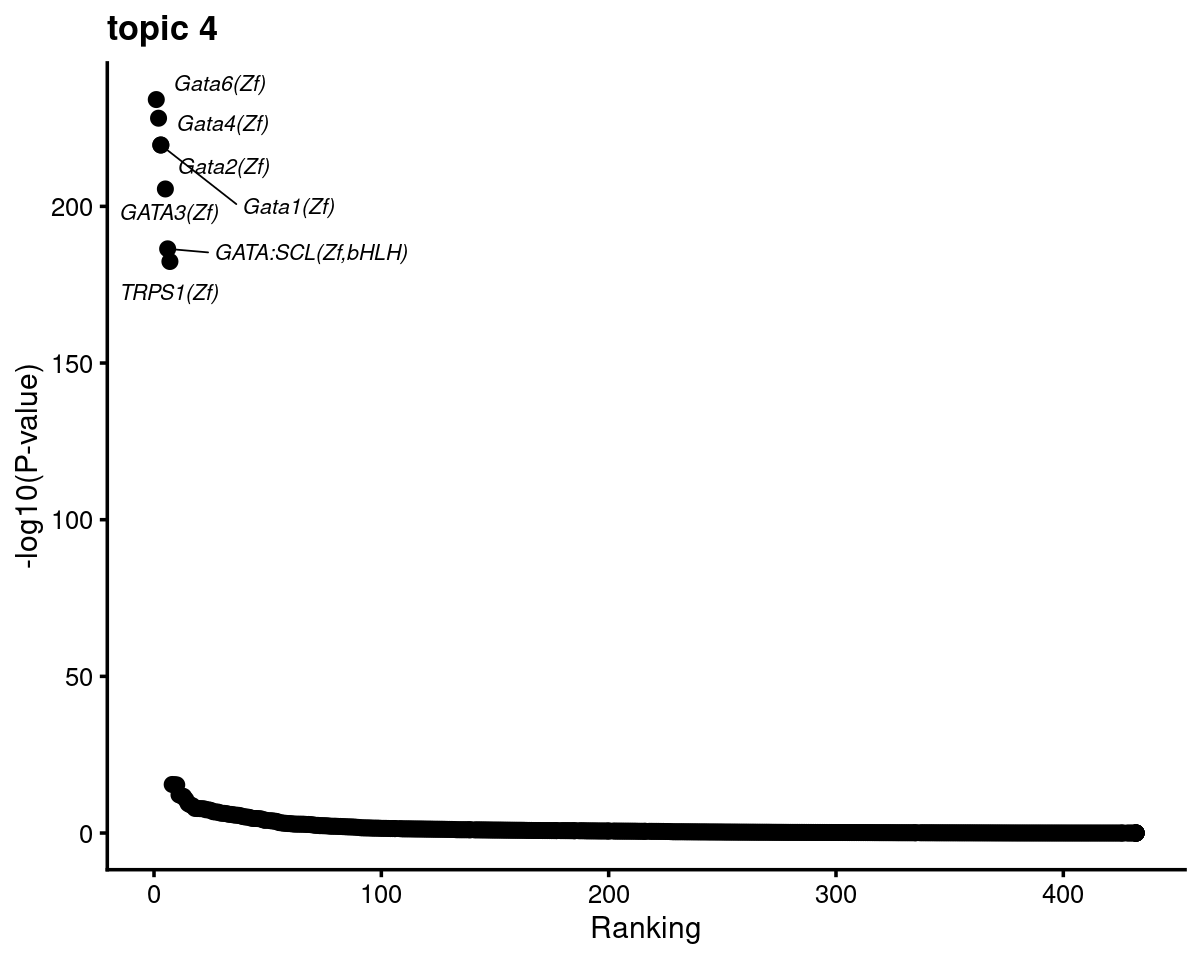 topic 4
Gata6(Zf)
Gata4(Zf)
Gata2(Zf)
Gata1(Zf)
GATA3(Zf)
GATA:SCL(Zf,bHLH)
TRPS1(Zf)
-log10(P-value)
200
150
100
50
0
0 100 200 300 400
Ranking